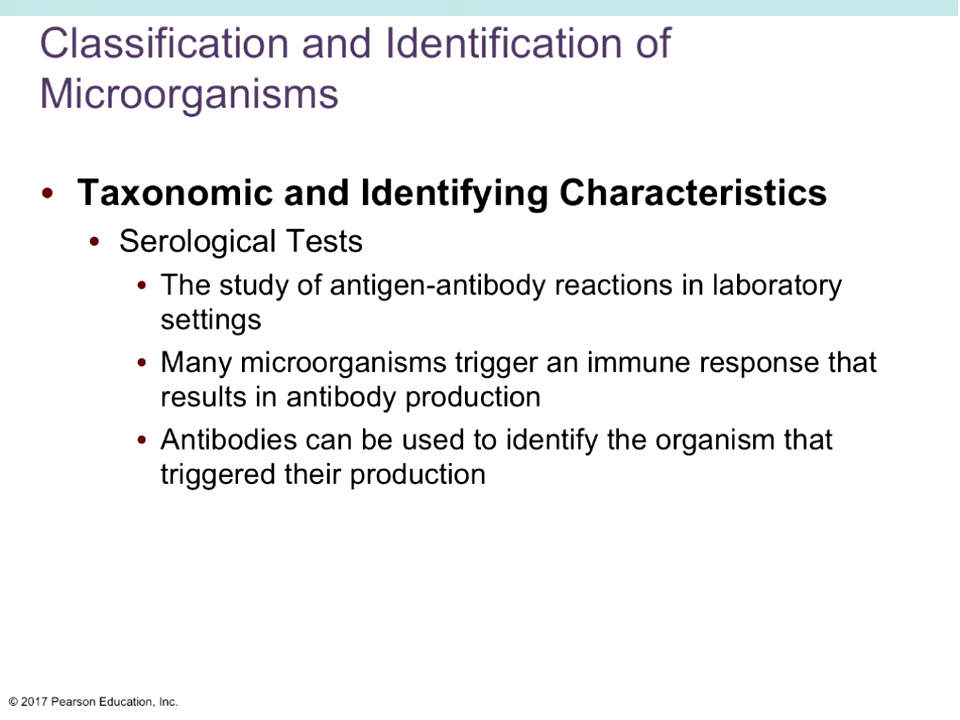 Classification and Identification of
Microorganisms
• Taxonomic and Identifying Characteristics
• Serological Tests
• The study of antigen-antibody reactions in laboratory
settings
• Many microorganisms trigger an immune response that
results in antibody production
• Antibodies can be used to identify the organism that
triggered their production
© 2017 Pearson Education, Inc.